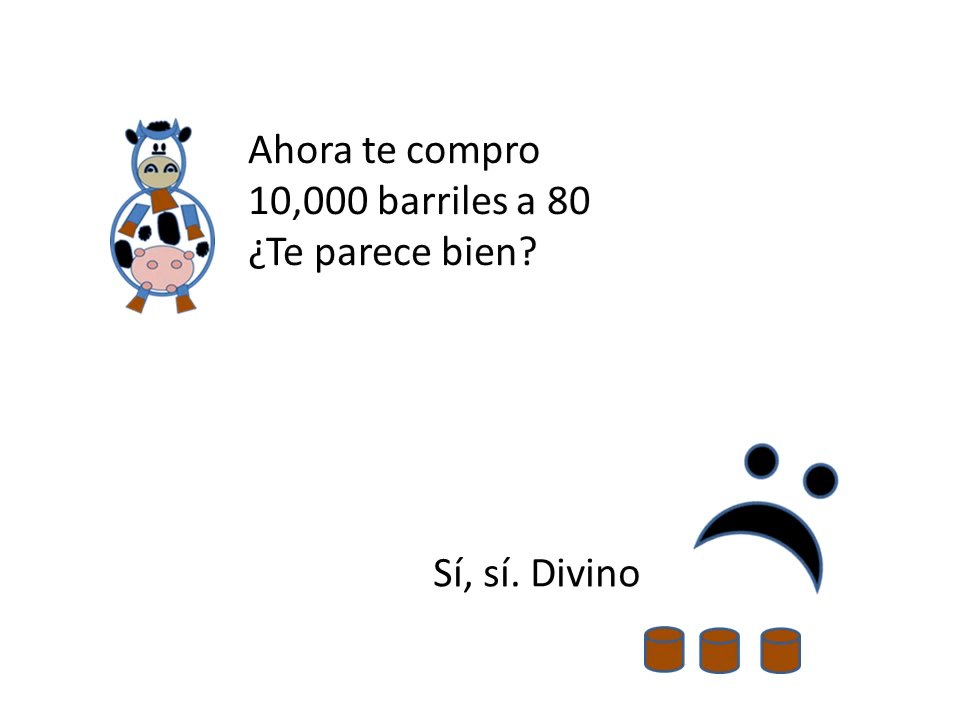 Ahora te compro
10,000 barriles a 80
¿Te parece bien?
Sí, sí. Divino